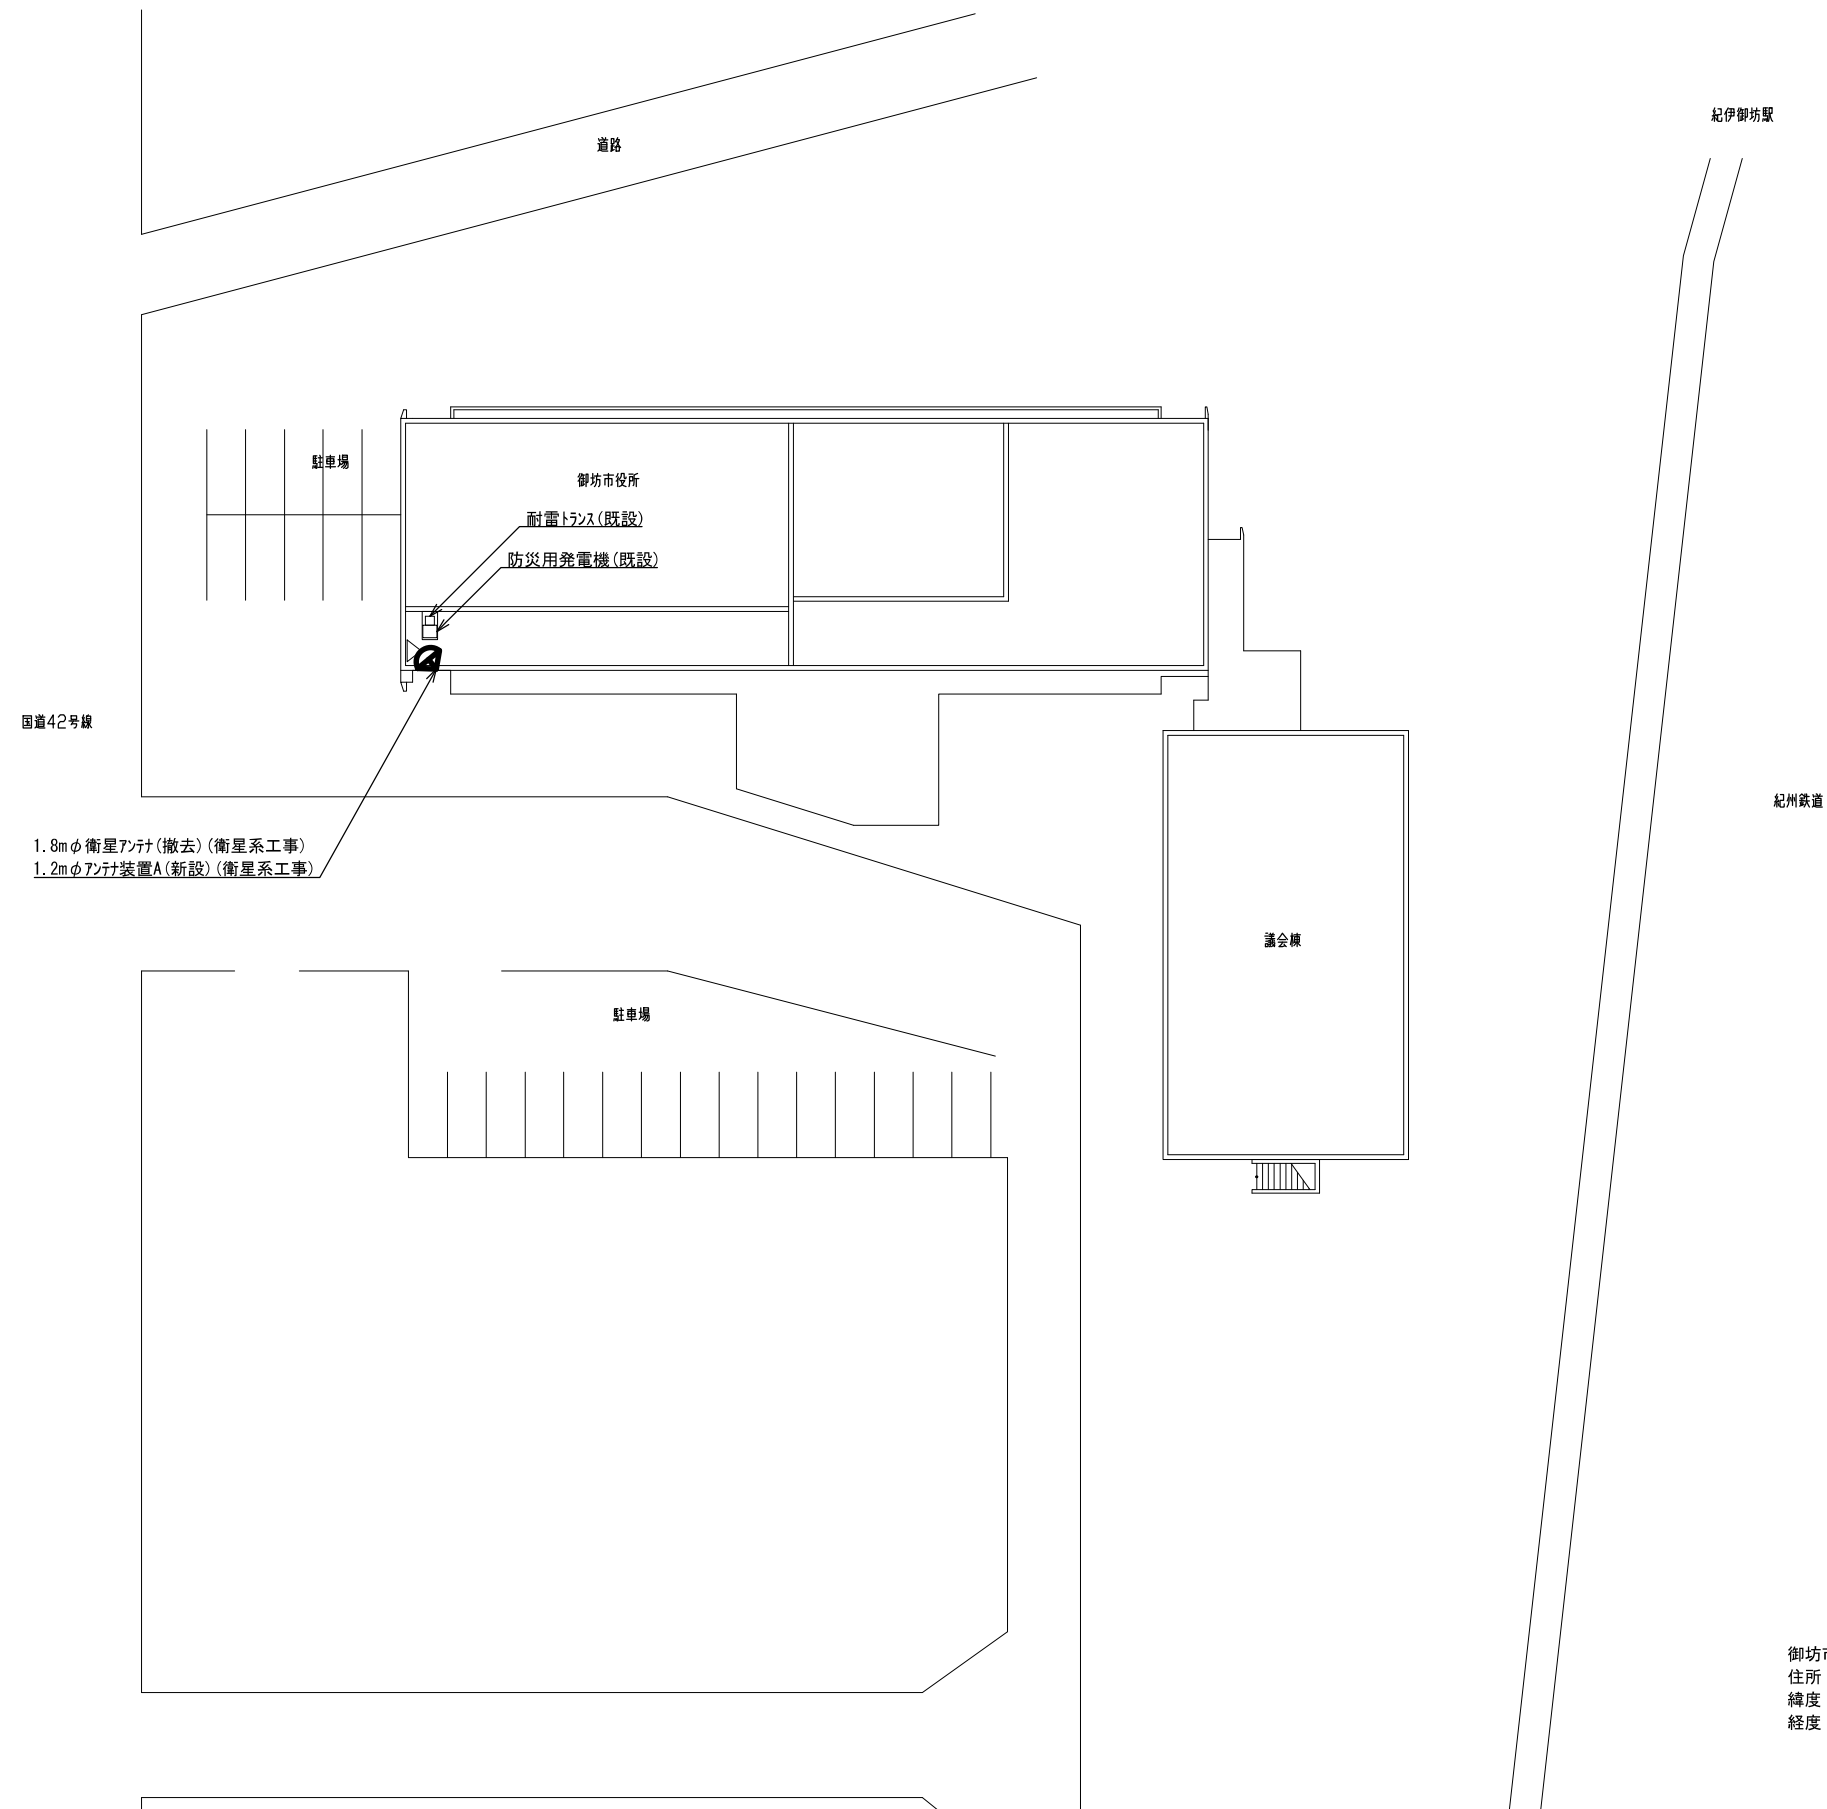 紀伊御坊駅
道路
駐車場
御坊市役所
耐雷トランス(既設)
防災用発電機(既設)
国道42号線
紀州鉄道
1.8mφ衛星アンテナ(撤去)(衛星系工事)
1.2mφアンテナ装置A(新設)(衛星系工事)
議会棟
駐車場
御坊市
住所
緯度
経度